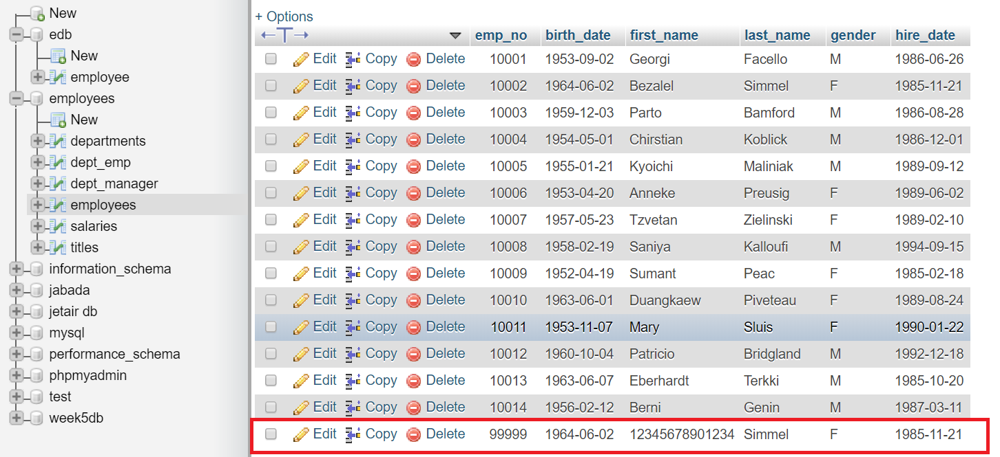 New
edb
New
employee
employees
New
departments
dept_emp
dept_manager
employees
salaries
titles
information_schema
jabada
jetair db
mysql
performance_schema
phpmyadmin
test
week5db
+ Options
←T→ emp_no birth_date first_name last_name gender hire_date
Edit Copy Delete 10001 1953-09-02 Georgi Facello M 1986-06-26
Edit Copy Delete 10002 1964-06-02 Bezalel Simmel F 1985-11-21
Edit Copy Delete 10003 1959-12-03 Parto Bamford M 1986-08-28
Edit Copy Delete 10004 1954-05-01 Chirstian Koblick M 1986-12-01
Edit Copy Delete 10005 1955-01-21 Kyoichi Maliniak M 1989-09-12
Edit Copy Delete 10006 1953-04-20 Anneke Preusig F 1989-06-02
Edit Copy Delete 10007 1957-05-23 Tzvetan Zielinski F 1989-02-10
Edit Copy Delete 10008 1958-02-19 Saniya Kalloufi M 1994-09-15
Edit Copy Delete 10009 1952-04-19 Sumant Peac F 1985-02-18
Edit Copy Delete 10010 1963-06-01 Duangkaew Piveteau F 1989-08-24
Edit Copy Delete 10011 1953-11-07 Mary Sluis F 1990-01-22
Edit Copy Delete 10012 1960-10-04 Patricio Bridgland M 1992-12-18
Edit Copy Delete 10013 1963-06-07 Eberhardt Terkki M 1985-10-20
Edit Copy Delete 10014 1956-02-12 Berni Genin M 1987-03-11
Edit Copy Delete 99999 1964-06-02 12345678901234 Simmel F 1985-11-21